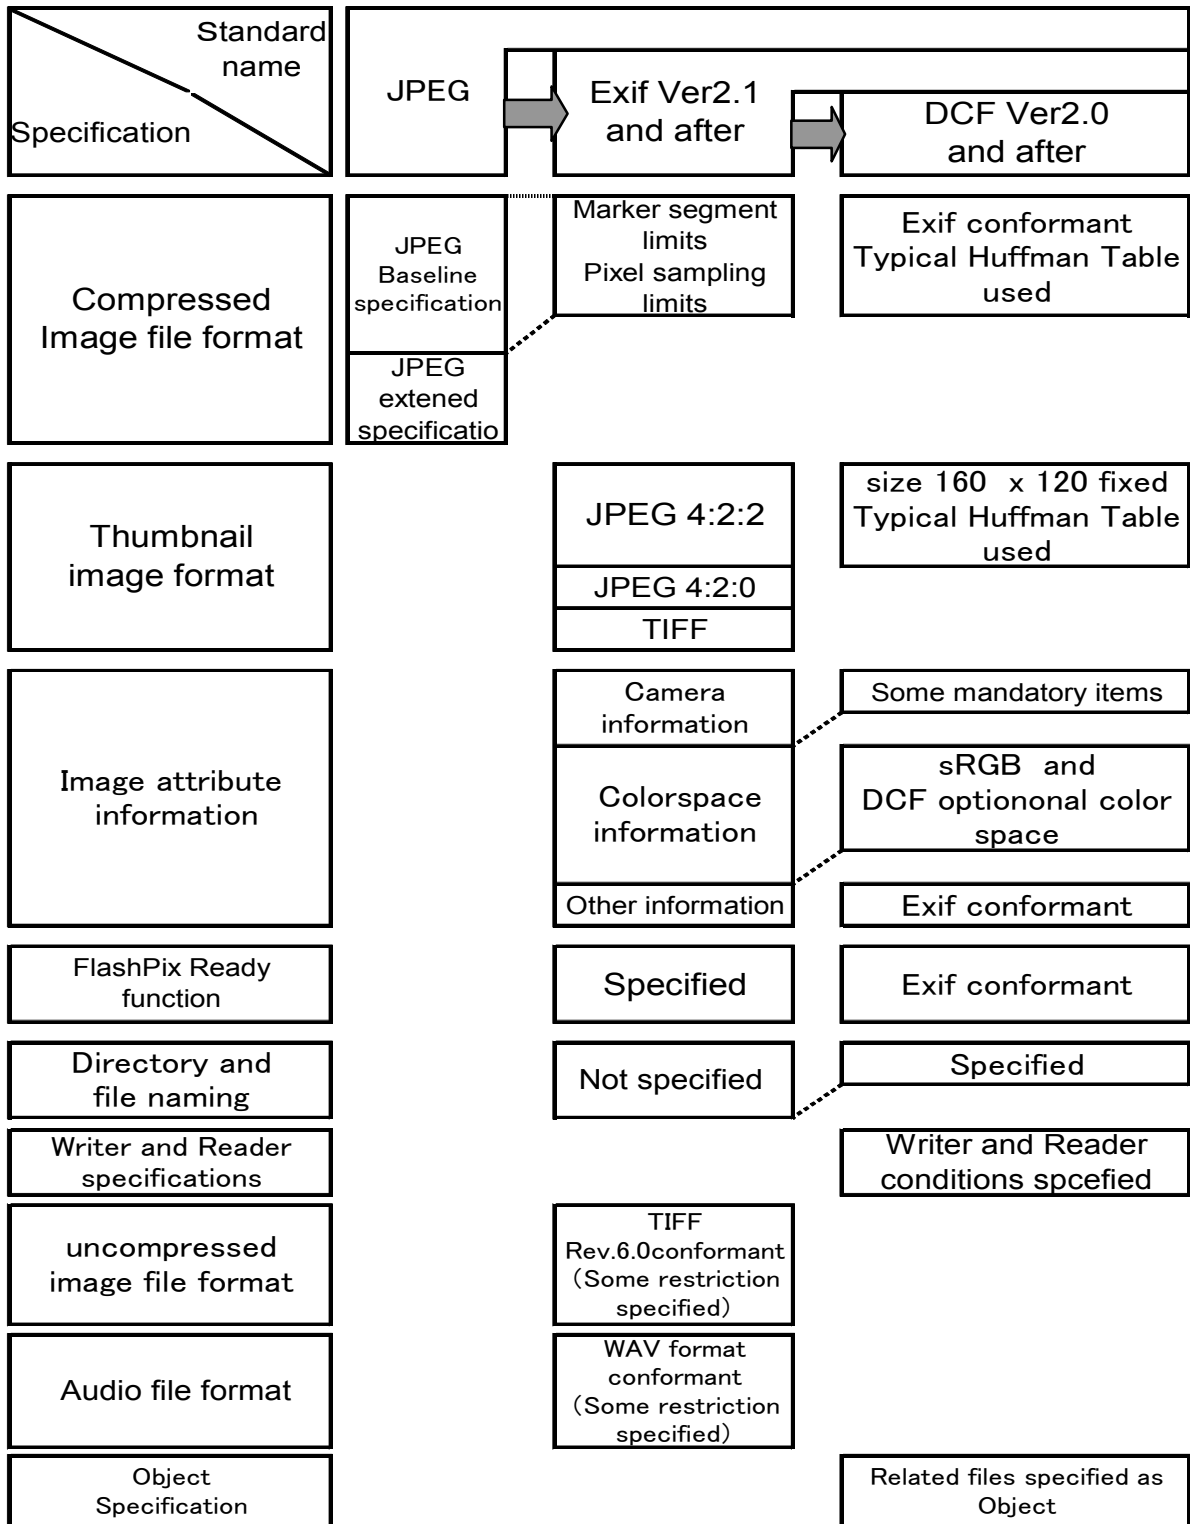 Standard
name
Specification
JPEG
Exif Ver2.1
and after
DCF Ver2.0
and after
Compressed
Image file format
JPEG
Baseline
specification
JPEG
extened
specificatio
Marker segment
limits
Pixel sampling
limits
Exif conformant
Typical Huffman Table
used
Thumbnail
image format
JPEG 4:2:2
JPEG 4:2:0
TIFF
size 160 x 120 fixed
Typical Huffman Table
used
Image attribute
information
Camera
information
Colorspace
information
Other information
Some mandatory items
sRGB and
DCF optiononal color
space
Exif conformant
FlashPix Ready
function
Specified
Exif conformant
Directory and
file naming
Not specified
Specified
Writer and Reader
specifications
Writer and Reader
conditions spcefied
uncompressed
image file format
TIFF
Rev.6.0conformant
(Some restriction
specified)
Audio file format
WAV format
conformant
(Some restriction
specified)
Object
Specification
Related files specified as
Object